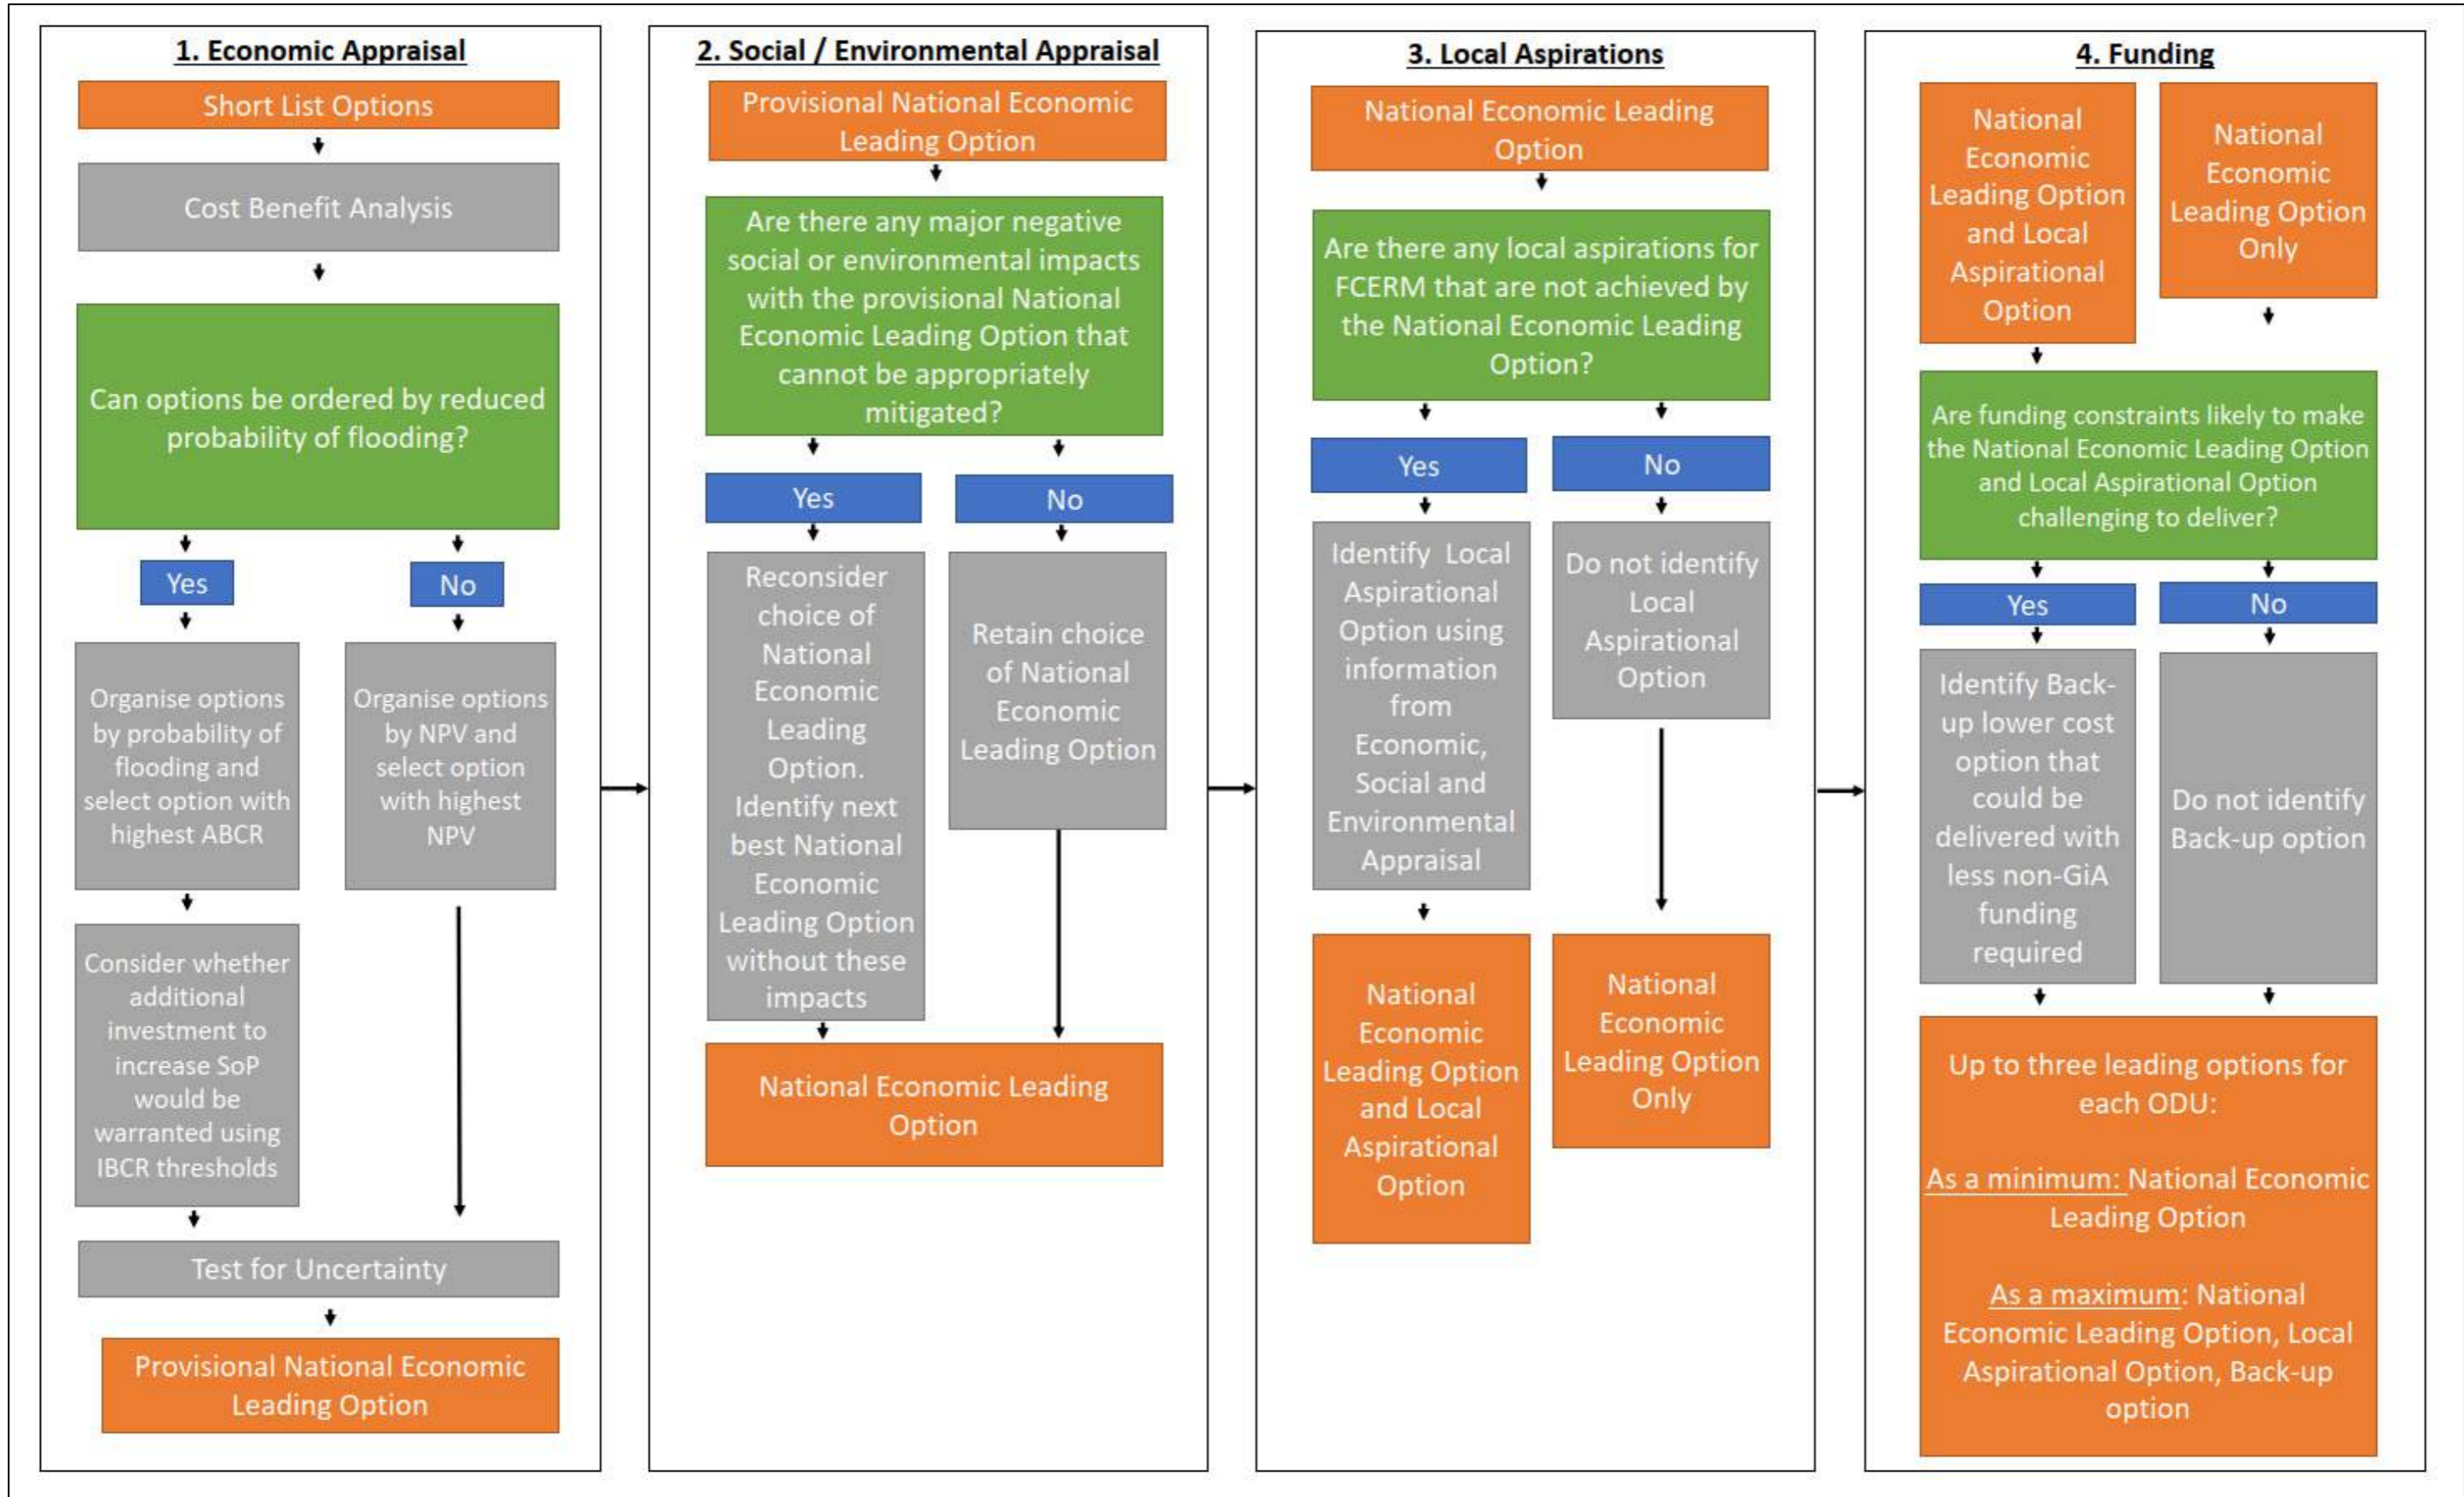 1. Economic Appraisal
Short List Options
Cost Benefit Analysis
Can options be ordered by reduced
probability of flooding?
Yes
No
Organise options
by probability of
flooding and
select option with
highest ABCR
Organise options
by NPV and
select option
with highest
NPV
Consider whether
additional
investment to
increase SoP
would be
warranted using
IBCR thresholds
Test for Uncertainty
Provisional National Economic
Leading Option
2. Social / Environmental Appraisal
Provisional National Economic
Leading Option
Are there any major negative
social or environmental impacts
with the provisional National
Economic Leading Option that
cannot be appropriately
mitigated?
Yes
No
Reconsider
choice of
National
Economic
Leading
Option.
Identify next
best National
Economic
Leading Option
without these
impacts
Retain choice
of National
Economic
Leading Option
National Economic Leading
Option
3. Local Aspirations
National Economic Leading
Option
Are there any local aspirations for
FCERM that are not achieved by
the National Economic Leading
Option?
Yes
No
Identify Local
Aspirational
Option using
information
from
Economic,
Social and
Environmental
Appraisal
Do not identify
Local
Aspirational
Option
National
Economic
Leading Option
and Local
Aspirational
Option
National
Economic
Leading Option
Only
4. Funding
National
Economic
Leading Option
and Local
Aspirational
Option
National
Economic
Leading Option
Only
Are funding constraints likely to make
the National Economic Leading Option
and Local Aspirational Option
challenging to deliver?
Yes
No
Identify Back-
up lower cost
option that
could be
delivered with
less non-GiA
funding
required
Do not identify
Back-up option
Up to three leading options for
each ODU:
As a minimum: National Economic
Leading Option
As a maximum: National
Economic Leading Option, Local
Aspirational Option, Back-up
option